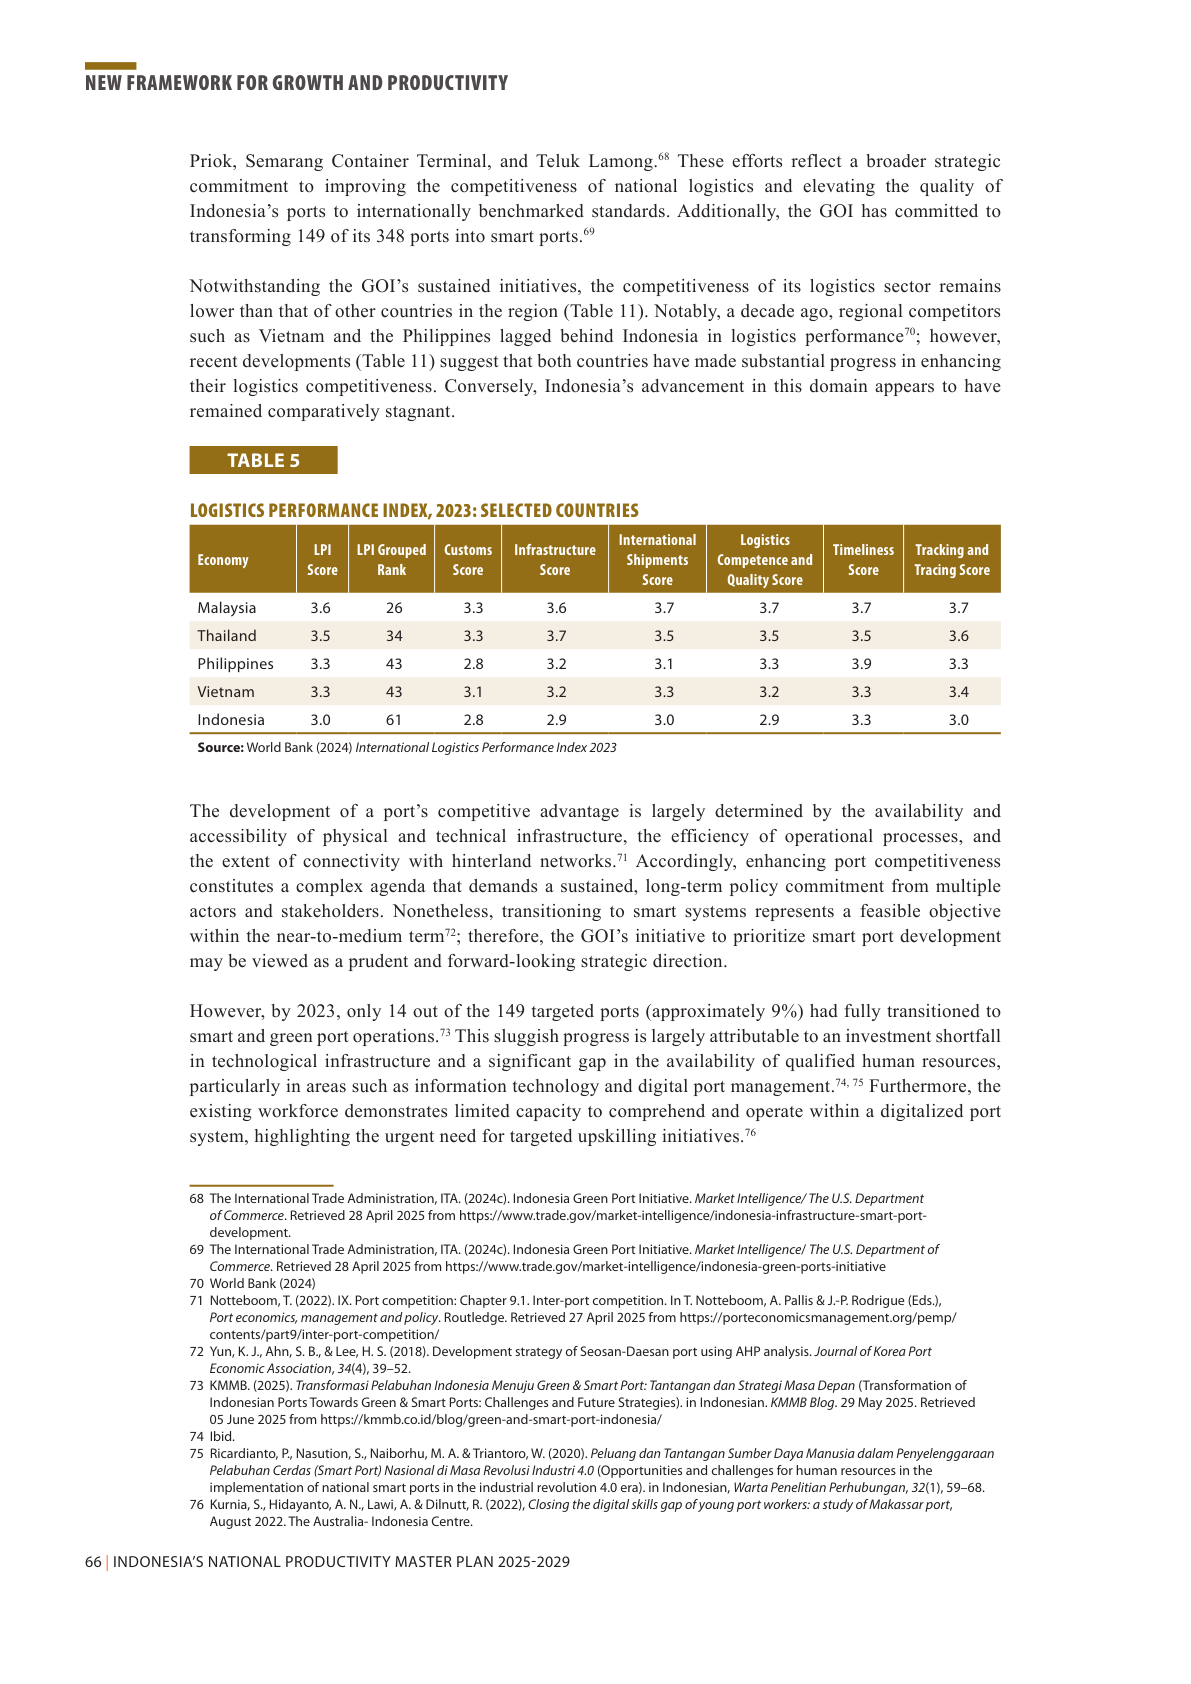 NEW FRAMEWORK FOR GROWTH AND PRODUCTIVITY
Priok, Semarang Container Terminal, and Teluk Lamong.68 These efforts reflect a broader strategic
commitment to improving the competitiveness of national logistics and elevating the quality of
Indonesia’s ports to internationally benchmarked standards. Additionally, the GOI has committed to
transforming 149 of its 348 ports into smart ports.69
Notwithstanding the GOI’s sustained initiatives, the competitiveness of its logistics sector remains
lower than that of other countries in the region (Table 11). Notably, a decade ago, regional competitors
such as Vietnam and the Philippines lagged behind Indonesia in logistics performance70; however,
recent developments (Table 11) suggest that both countries have made substantial progress in enhancing
their logistics competitiveness. Conversely, Indonesia’s advancement in this domain appears to have
remained comparatively stagnant.
TABLE 5
LOGISTICS PERFORMANCE INDEX, 2023: SELECTED COUNTRIES
Economy LPI Score LPI Grouped Rank Customs Score Infrastructure Score International Shipments Score Logistics Competence and Quality Score Timeliness Score Tracking and Tracing Score
Malaysia 3.6 26 3.3 3.6 3.7 3.7 3.7 3.7
Thailand 3.5 34 3.3 3.7 3.5 3.5 3.5 3.6
Philippines 3.3 43 2.8 3.2 3.1 3.3 3.9 3.3
Vietnam 3.3 43 3.1 3.2 3.3 3.2 3.3 3.4
Indonesia 3.0 61 2.8 2.9 3.0 2.9 3.3 3.0
Source: World Bank (2024) International Logistics Performance Index 2023
The development of a port’s competitive advantage is largely determined by the availability and
accessibility of physical and technical infrastructure, the efficiency of operational processes, and
the extent of connectivity with hinterland networks.71 Accordingly, enhancing port competitiveness
constitutes a complex agenda that demands a sustained, long-term policy commitment from multiple
actors and stakeholders. Nonetheless, transitioning to smart systems represents a feasible objective
within the near-to-medium term72; therefore, the GOI’s initiative to prioritize smart port development
may be viewed as a prudent and forward-looking strategic direction.
However, by 2023, only 14 out of the 149 targeted ports (approximately 9%) had fully transitioned to
smart and green port operations.73 This sluggish progress is largely attributable to an investment shortfall
in technological infrastructure and a significant gap in the availability of qualified human resources,
particularly in areas such as information technology and digital port management.74, 75 Furthermore, the
existing workforce demonstrates limited capacity to comprehend and operate within a digitalized port
system, highlighting the urgent need for targeted upskilling initiatives.76
68 The International Trade Administration, ITA. (2024c). Indonesia Green Port Initiative. Market Intelligence/ The U.S. Department
of Commerce. Retrieved 28 April 2025 from https://www.trade.gov/market-intelligence/indonesia-infrastructure-smart-port-
development.
69 The International Trade Administration, ITA. (2024c). Indonesia Green Port Initiative. Market Intelligence/ The U.S. Department of
Commerce. Retrieved 28 April 2025 from https://www.trade.gov/market-intelligence/indonesia-green-ports-initiative
70 World Bank (2024)
71 Notteboom, T. (2022). IX. Port competition: Chapter 9.1. Inter-port competition. In T. Notteboom, A. Pallis & J.-P. Rodrigue (Eds.),
Port economics, management and policy. Routledge. Retrieved 27 April 2025 from https://porteconomicsmanagement.org/pemp/
contents/part9/inter-port-competition/
72 Yun, K. J., Ahn, S. B., & Lee, H. S. (2018). Development strategy of Seosan-Daesan port using AHP analysis. Journal of Korea Port
Economic Association, 34(4), 39–52.
73 KMMB. (2025). Transformasi Pelabuhan Indonesia Menuju Green & Smart Port: Tantangan dan Strategi Masa Depan (Transformation of
Indonesian Ports Towards Green & Smart Ports: Challenges and Future Strategies). in Indonesian. KMMB Blog. 29 May 2025. Retrieved
05 June 2025 from https://kmmb.co.id/blog/green-and-smart-port-indonesia/
74 Ibid.
75 Ricardianto, P., Nasution, S., Naiborhu, M. A. & Triantoro, W. (2020). Peluang dan Tantangan Sumber Daya Manusia dalam Penyelenggaraan
Pelabuhan Cerdas (Smart Port) Nasional di Masa Revolusi Industri 4.0 (Opportunities and challenges for human resources in the
implementation of national smart ports in the industrial revolution 4.0 era). in Indonesian, Warta Penelitian Perhubungan, 32(1), 59–68.
76 Kurnia, S., Hidayanto, A. N., Lawi, A. & Dilnutt, R. (2022), Closing the digital skills gap of young port workers: a study of Makassar port,
August 2022. The Australia- Indonesia Centre.
66 | INDONESIA’S NATIONAL PRODUCTIVITY MASTER PLAN 2025-2029